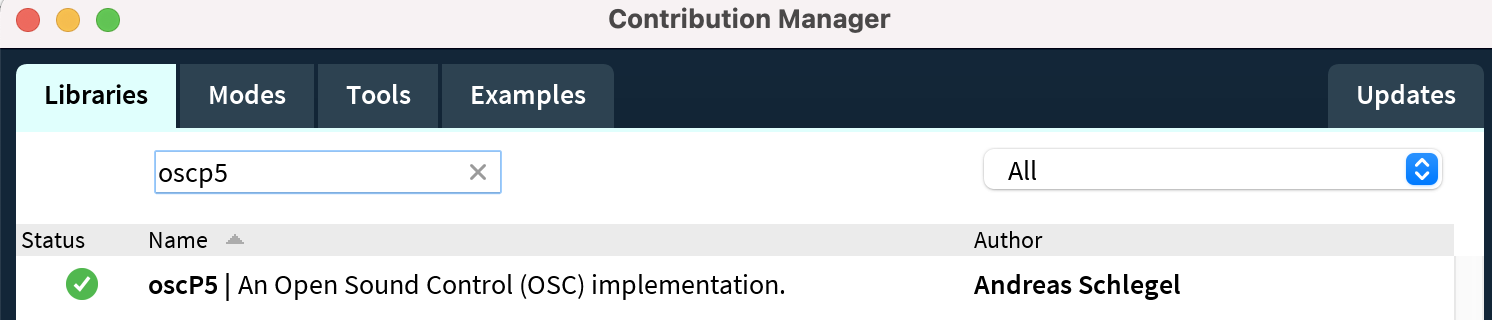 Contribution Manager
Libraries Modes Tools Examples Updates
oscp5 All
Status Name Author
oscP5 | An Open Sound Control (OSC) implementation. Andreas Schlegel